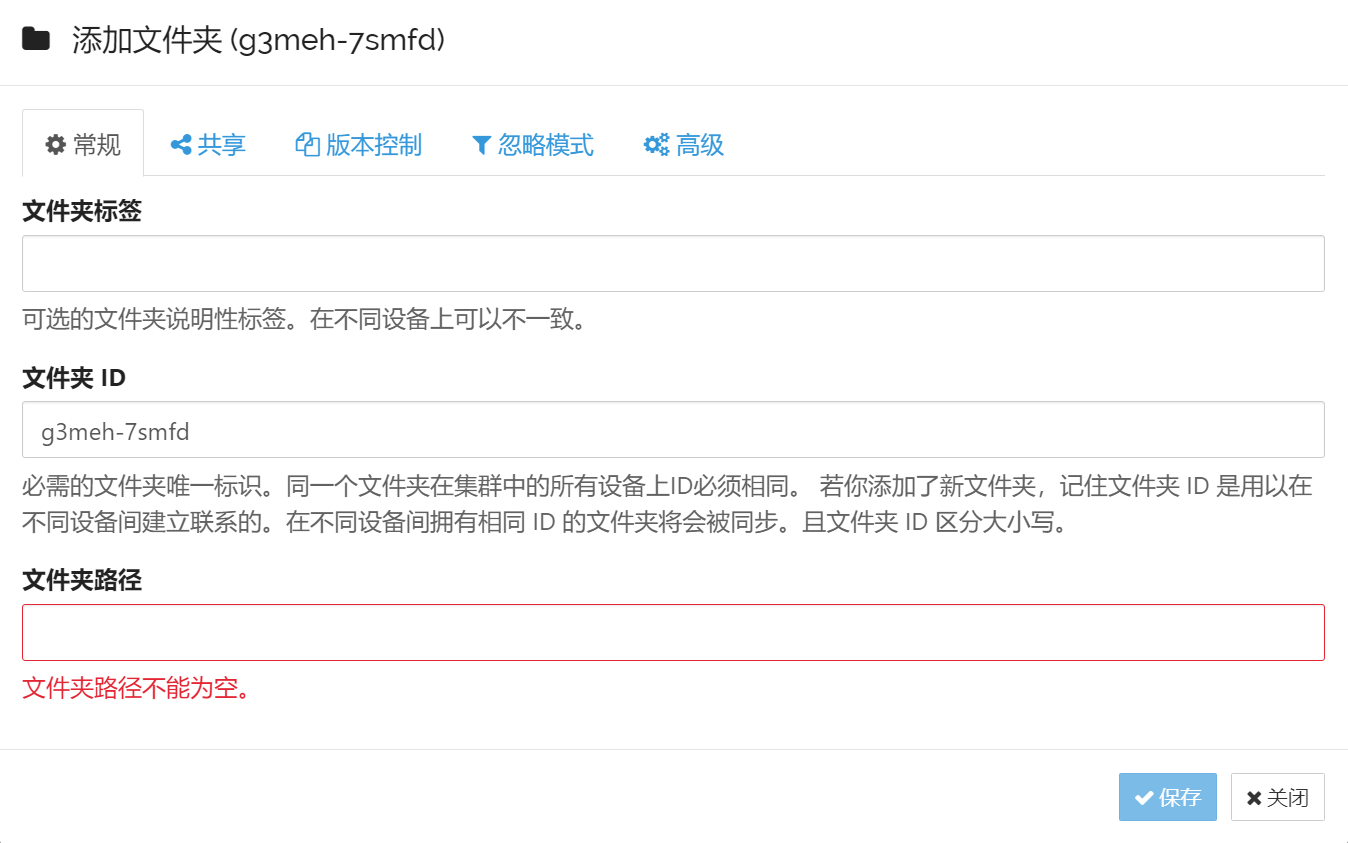 添加文件夹 (g3meh-7smfd)
常规 共享 版本控制 忽略模式 高级
文件夹标签
可选的文件夹说明性标签。在不同设备上可以不一致。
文件夹 ID
g3meh-7smfd
必需的文件夹唯一标识。同一个文件夹在集群中的所有设备上ID必须相同。 若你添加了新文件夹，记住文件夹 ID 是用以在
不同设备间建立联系的。在不同设备间拥有相同 ID 的文件夹将会被同步。且文件夹 ID 区分大小写。
文件夹路径
文件夹路径不能为空。
保存 关闭